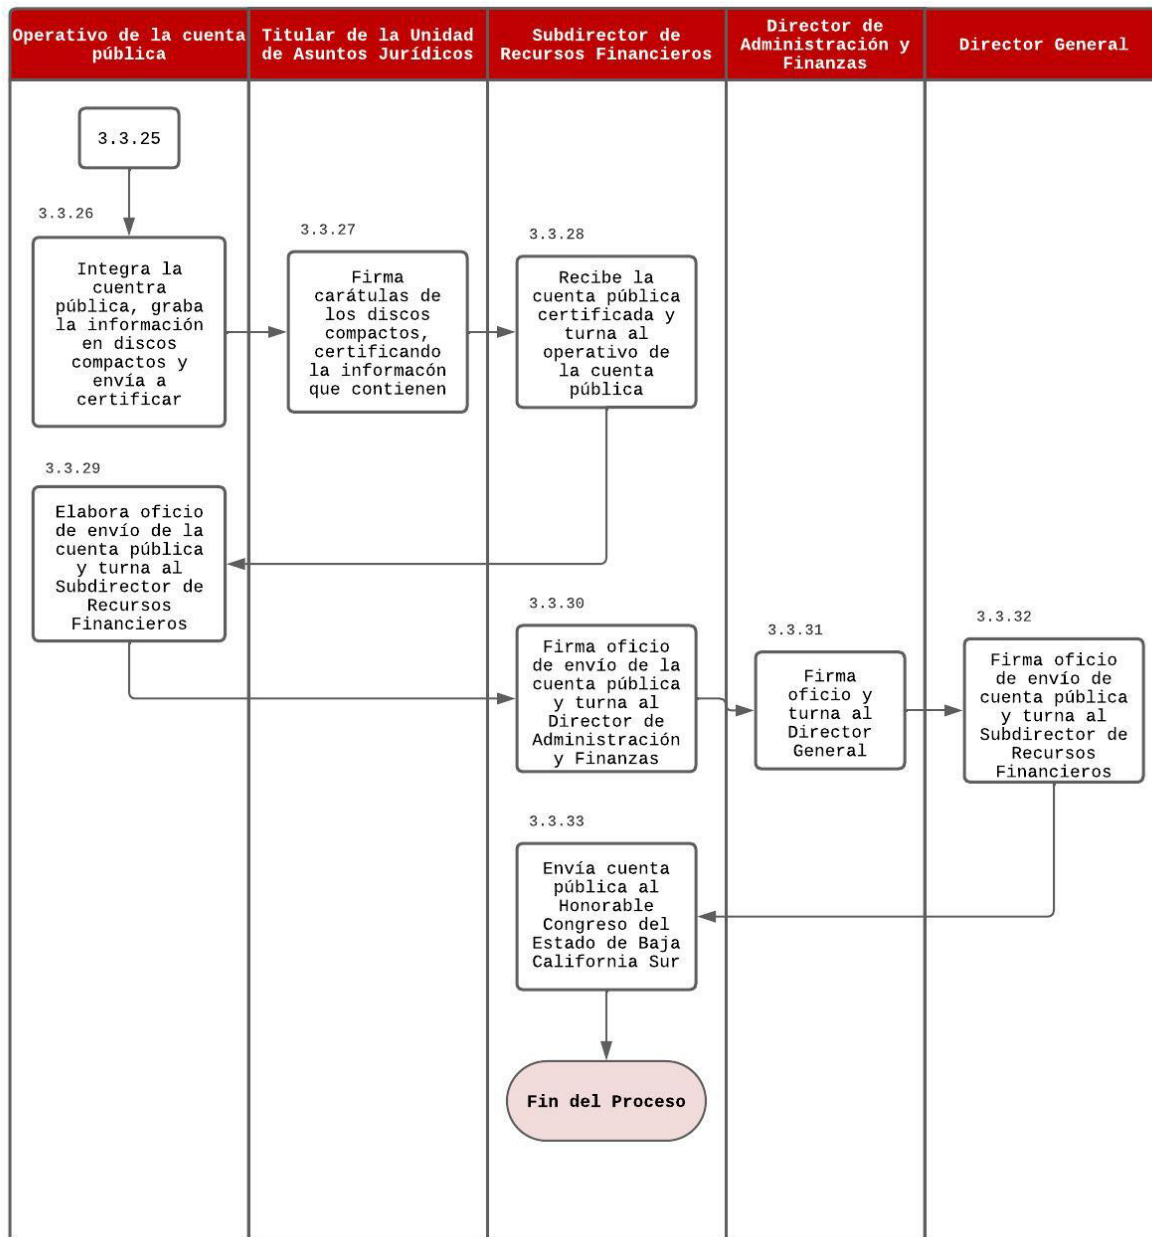 Operativo de la cuenta
pública
Titular de la Unidad
de Asuntos Jurídicos
Subdirector de
Recursos Financieros
Director de
Administración y
Finanzas
Director General
3.3.25
3.3.26
Integra la
cuentra
pública, graba
la información
en discos
compactos y
envía a
certificar
3.3.27
Firma
carátulas de
los discos
compactos,
certificando
la informacón
que contienen
3.3.28
Recibe la
cuenta pública
certificada y
turna al
operativo de
la cuenta
pública
3.3.29
Elabora oficio
de envío de la
cuenta pública
y turna al
Subdirector de
Recursos
Financieros
3.3.30
Firma oficio
de envío de la
cuenta pública
y turna al
Director de
Administración
y Finanzas
3.3.31
Firma
oficio y
turna al
Director
General
3.3.32
Firma oficio
de envío de
cuenta pública
y turna al
Subdirector de
Recursos
Financieros
3.3.33
Envía cuenta
pública al
Honorable
Congreso del
Estado de Baja
California Sur
Fin del Proceso